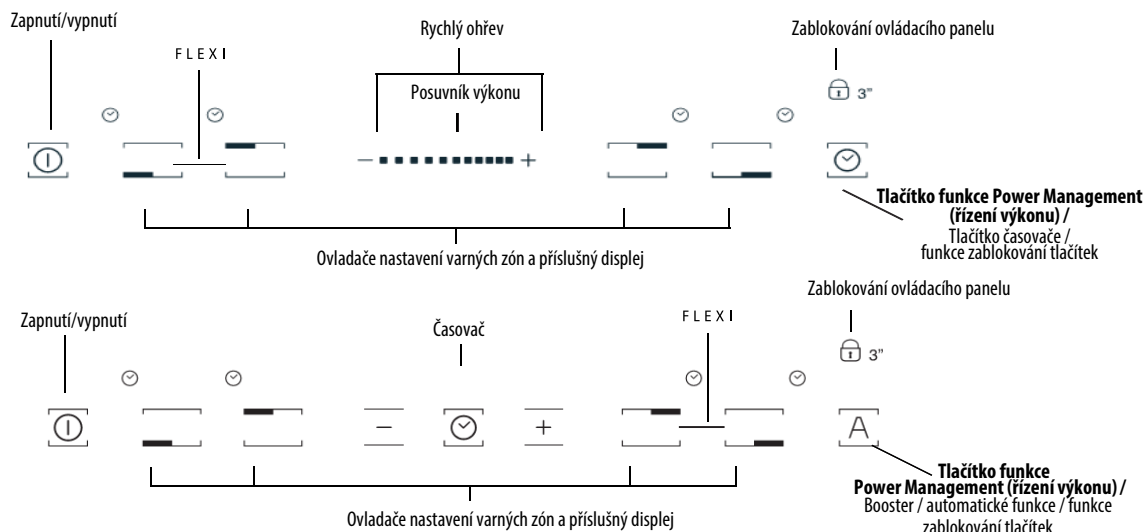 Zapnutí/vypnutí
Rychlý ohřev
Zablokování ovládacího panelu
FLEXI
Posuvník výkonu
3”
Tlačítko funkce Power Management
(řízení výkonu) /
Tlačítko časovače /
funkce zablokování tlačítek
Ovladače nastavení varných zón a příslušný displej
Zablokování ovládacího panelu
Zapnutí/vypnutí
Časovač
FLEXI
3”
A
Tlačítko funkce
Power Management (řízení výkonu) /
Booster / automatické funkce / funkce
zablokování tlačítek
Ovladače nastavení varných zón a příslušný displej